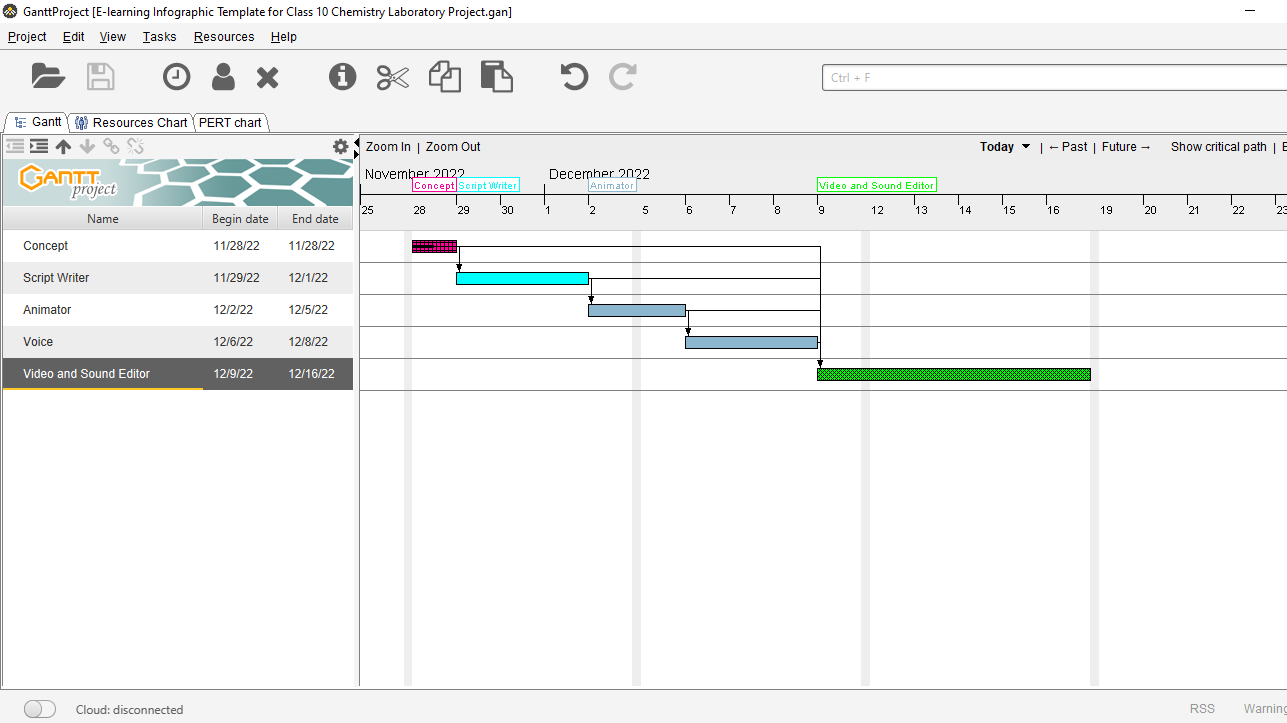 GanttProject [E-learning Infographic Template for Class 10 Chemistry Laboratory Project.gan]
Project Edit View Tasks Resources Help
Ctrl + F
Gantt Resources Chart PERT chart
Zoom In | Zoom Out Today | ←Past | Future → Show critical path |
GANTT
project
November 2022 December 2022
Concept Script Writer Animator Video and Sound Editor
25 28 29 30 1 2 5 6 7 8 9 12 13 14 15 16 19 20 21 22 23
Name Begin date End date
Concept 11/28/22 11/28/22
Script Writer 11/29/22 12/1/22
Animator 12/2/22 12/5/22
Voice 12/6/22 12/8/22
Video and Sound Editor 12/9/22 12/16/22
Cloud: disconnected RSS Warning